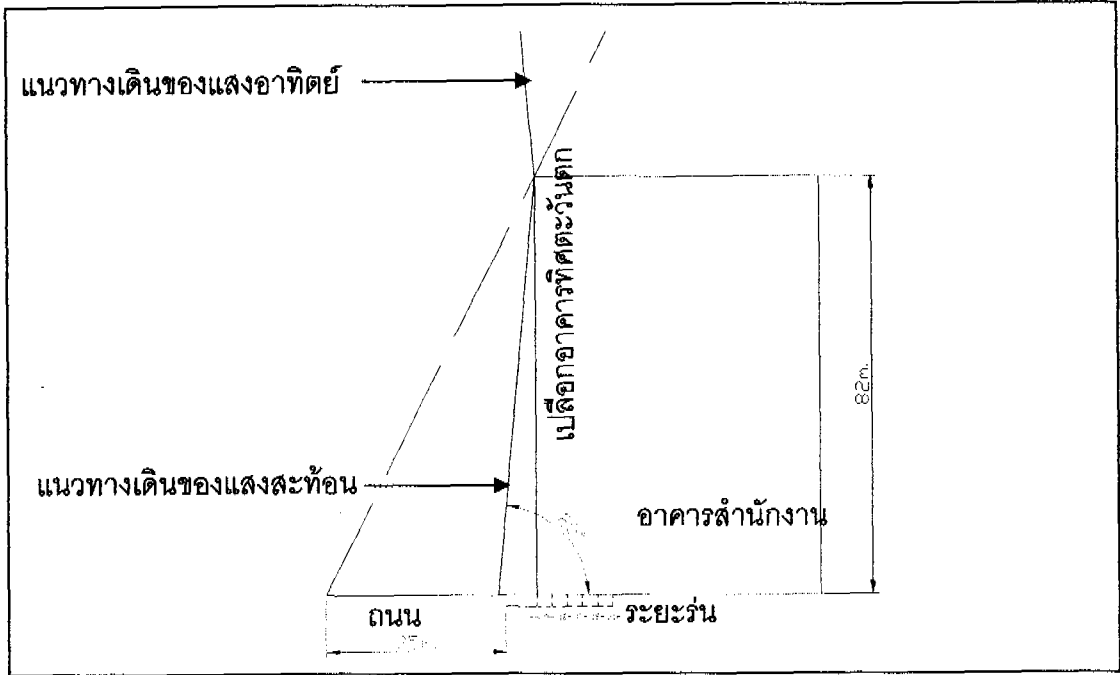 แนวทางเดินของแสงอาทิตย์
เปลือกอาคารทิศตะวันตก
82m.
แนวทางเดินของแสงสะท้อน
อาคารสำนักงาน
ถนน
ระยะร่น